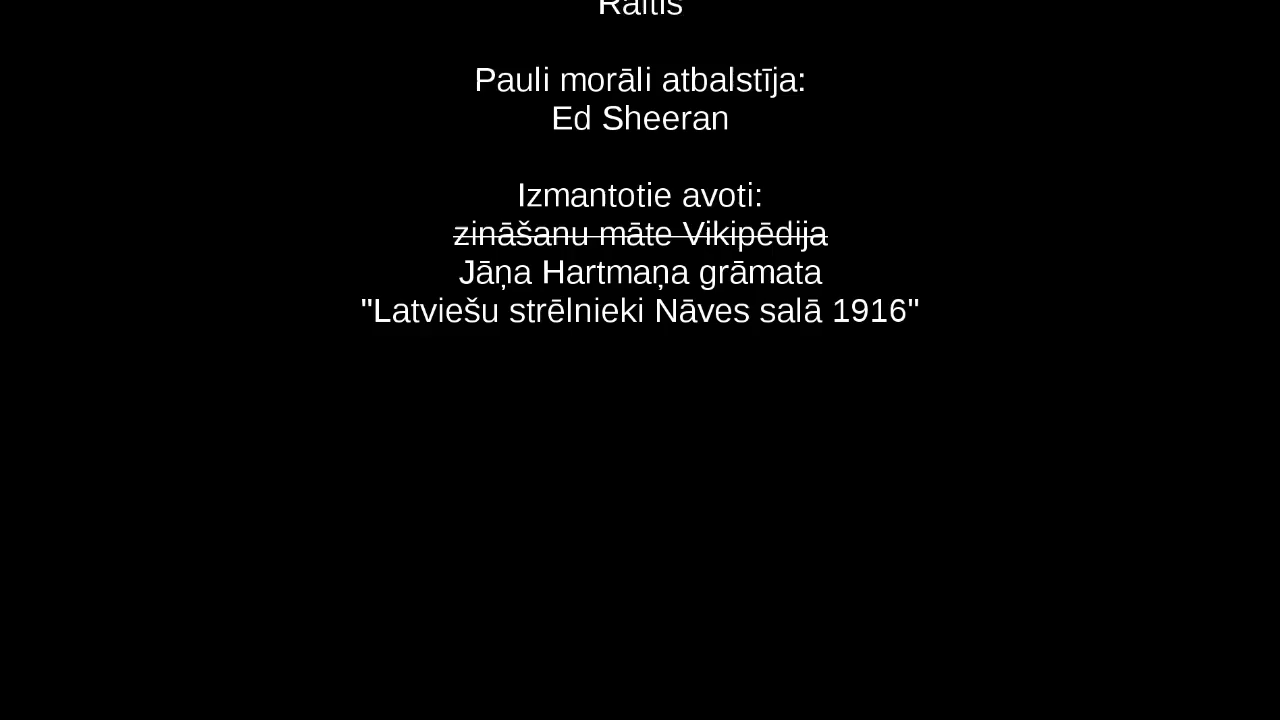 Raitis
Pauli morāli atbalstīja:
Ed Sheeran
Izmantotie avoti:
zināšanu māte Vikipēdija
Jāņa Hartmaņa grāmata
"Latviešu strēlnieki Nāves salā 1916"